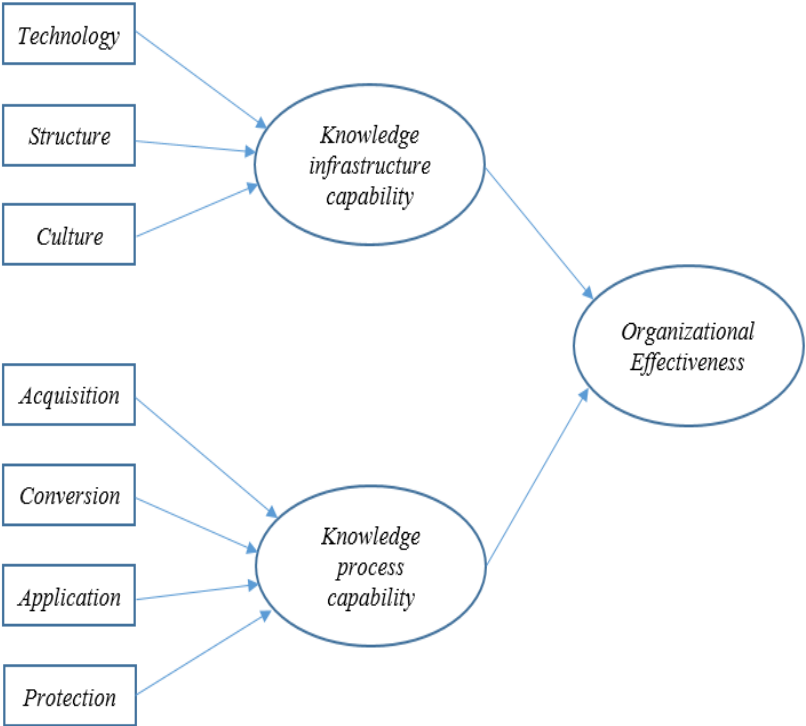 Technology
Structure
Culture
Knowledge
infrastructure
capability
Organizational
Effectiveness
Acquisition
Conversion
Application
Protection
Knowledge
process
capability